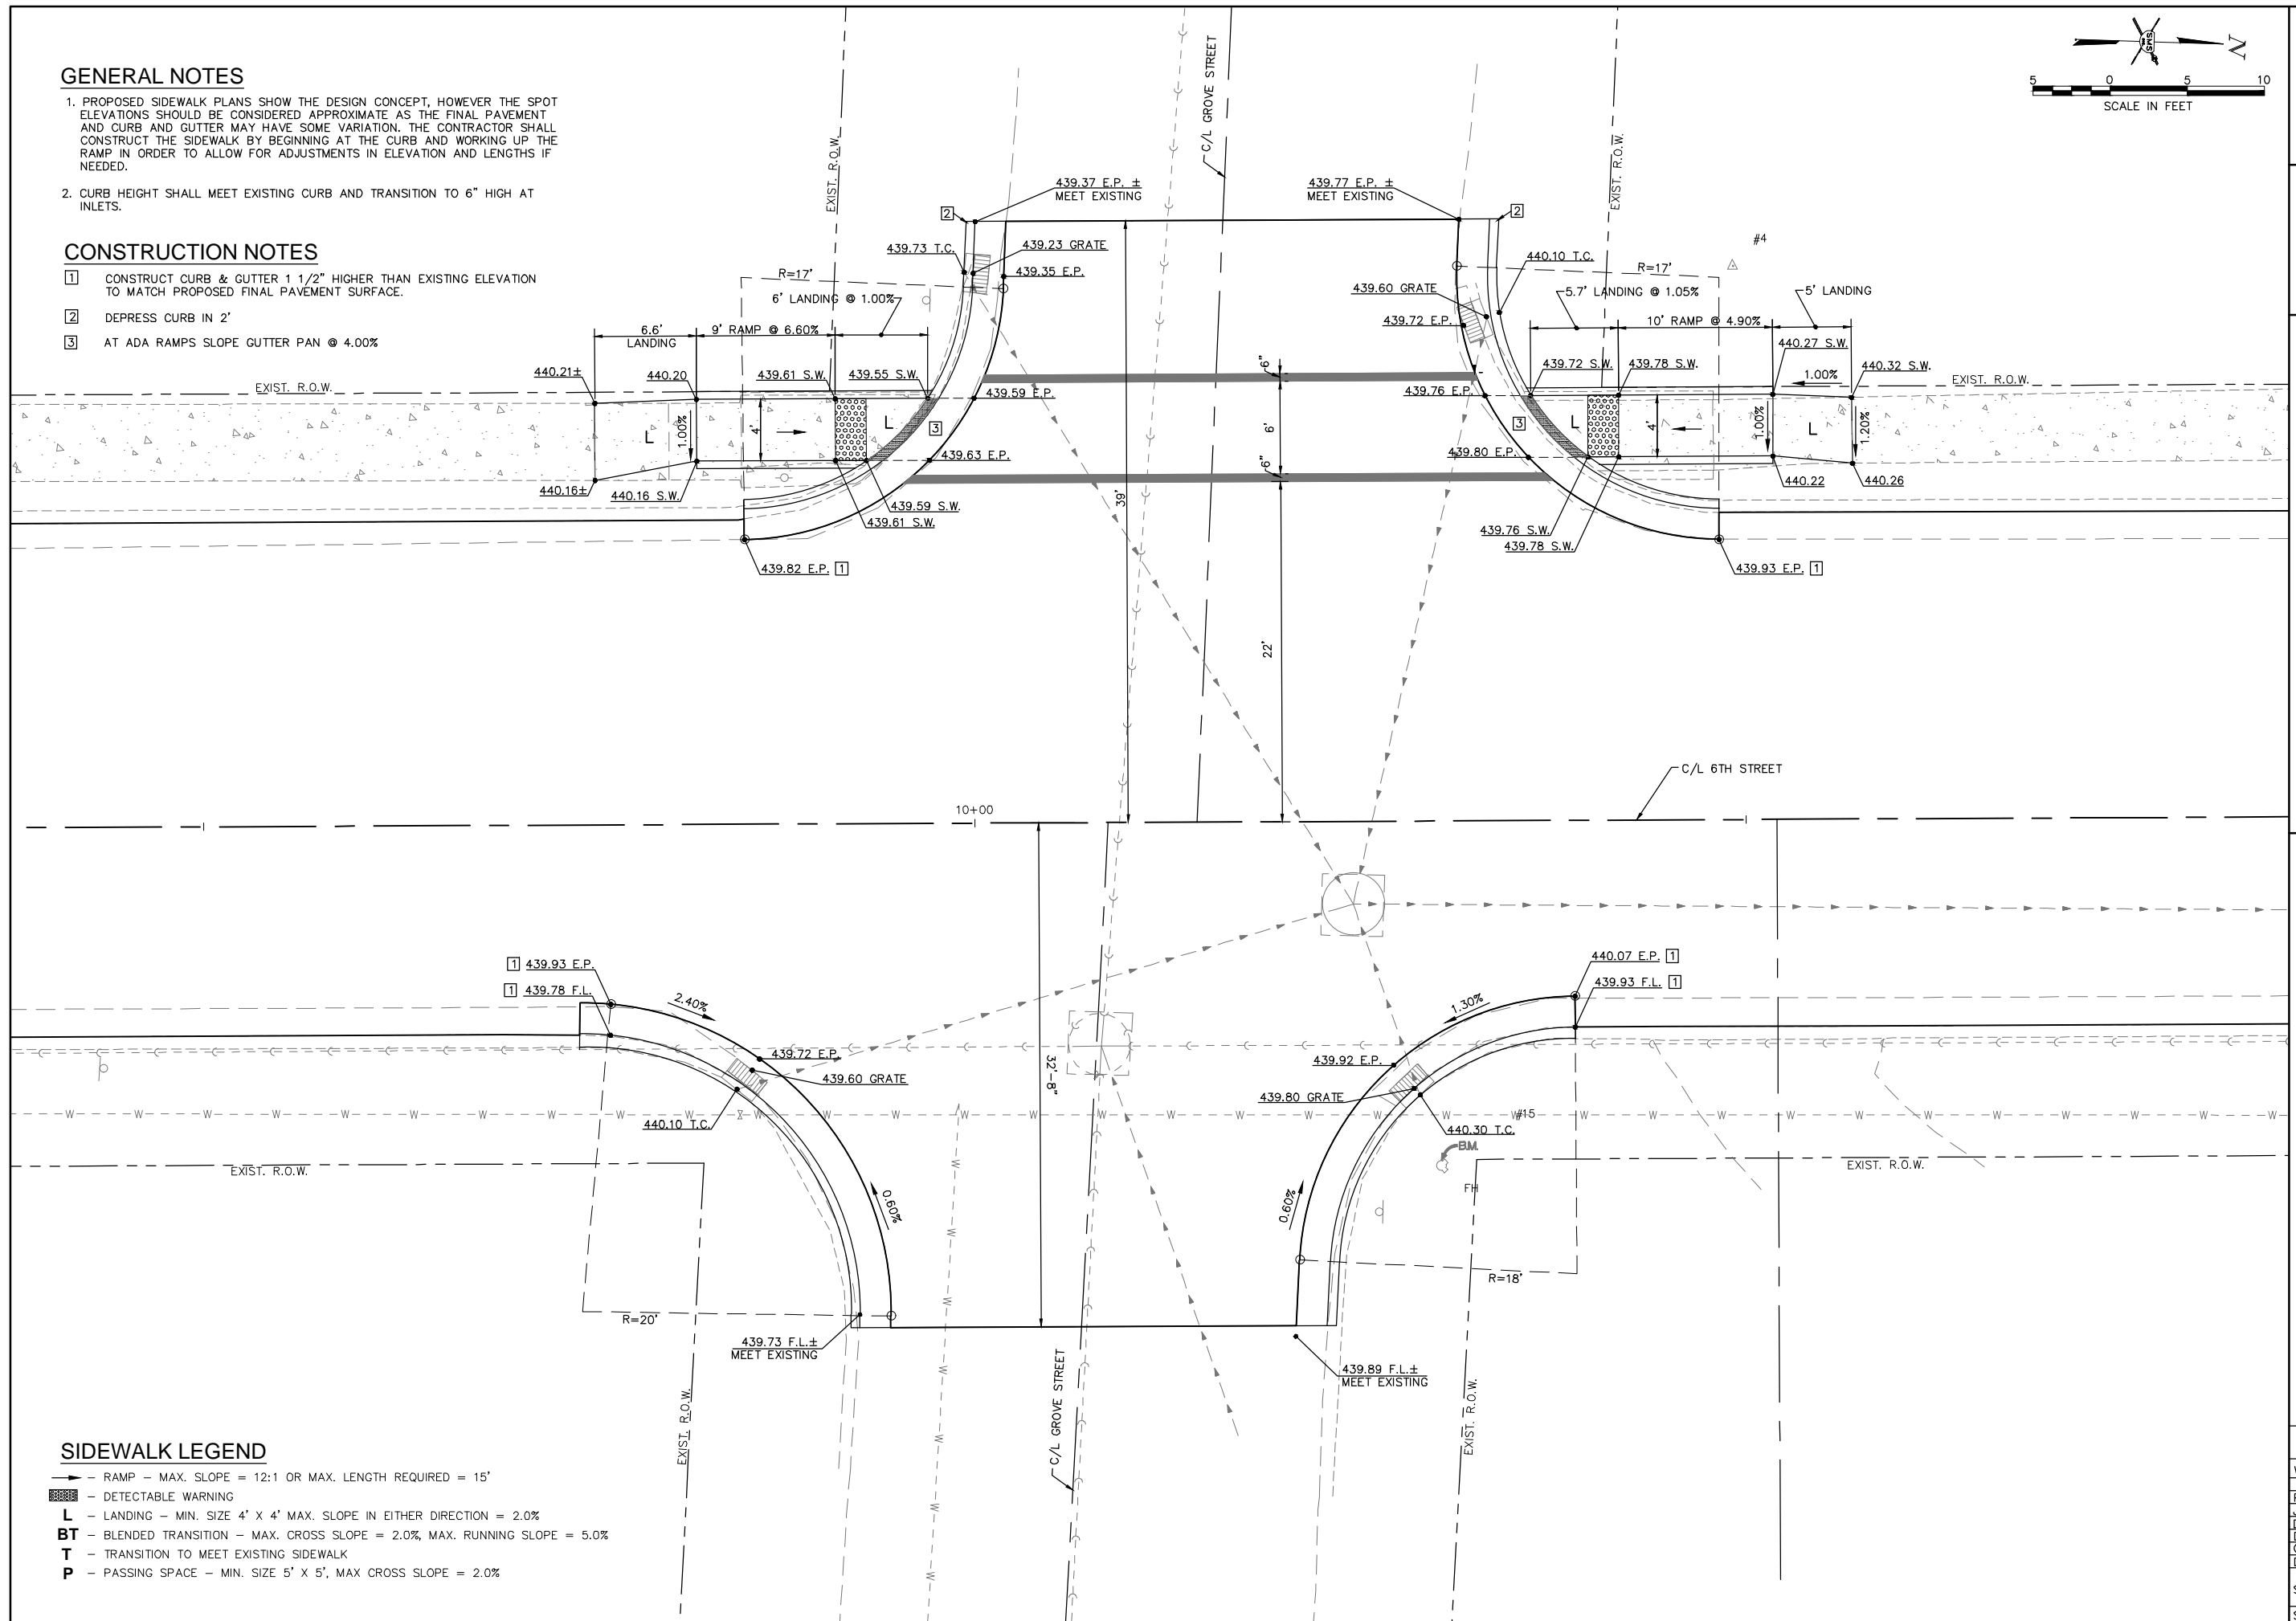 GENERAL NOTES
1. PROPOSED SIDEWALK PLANS SHOW THE DESIGN CONCEPT, HOWEVER THE SPOT
ELEVATIONS SHOULD BE CONSIDERED APPROXIMATE AS THE FINAL PAVEMENT
AND CURB AND GUTTER MAY HAVE SOME VARIATION. THE CONTRACTOR SHALL
CONSTRUCT THE SIDEWALK BY BEGINNING AT THE CURB AND WORKING UP THE
RAMP IN ORDER TO ALLOW FOR ADJUSTMENTS IN ELEVATION AND LENGTHS IF
NEEDED.
2. CURB HEIGHT SHALL MEET EXISTING CURB AND TRANSITION TO 6" HIGH AT
INLETS.
CONSTRUCTION NOTES
1 CONSTRUCT CURB & GUTTER 1 1/2" HIGHER THAN EXISTING ELEVATION
TO MATCH PROPOSED FINAL PAVEMENT SURFACE.
2 DEPRESS CURB IN 2'
3 AT ADA RAMPS SLOPE GUTTER PAN @ 4.00%
N
SMS
5 0 5 10
SCALE IN FEET
EXIST. R.O.W.
C/L GROVE STREET
EXIST. R.O.W.
439.37 E.P. ±
MEET EXISTING
439.77 E.P. ±
MEET EXISTING
2
2
439.73 T.C.
439.23 GRATE
439.35 E.P.
440.10 T.C.
#4
R=17'
R=17'
6' LANDING @ 1.00%
439.60 GRATE
5.7' LANDING @ 1.05%
5' LANDING
439.72 E.P.
6.6'
LANDING
9' RAMP @ 6.60%
10' RAMP @ 4.90%
440.27 S.W.
440.21±
440.20
439.61 S.W.
439.55 S.W.
6"
439.72 S.W.
439.78 S.W.
440.32 S.W.
1.00%
EXIST. R.O.W.
EXIST. R.O.W.
439.59 E.P.
439.76 E.P.
L
1.00%
4'
L
3
6'
3
L
4'
1.00%
L
1.20%
439.63 E.P.
439.80 E.P.
6"
440.16±
440.16 S.W.
439.59 S.W.
439.61 S.W.
39'
440.22
440.26
439.76 S.W.
439.78 S.W.
439.82 E.P. 1
439.93 E.P. 1
22'
C/L 6TH STREET
10+00
1 439.93 E.P.
1 439.78 F.L.
2.40%
1.30%
440.07 E.P. 1
439.93 F.L. 1
439.72 E.P.
439.60 GRATE
32'-8"
439.92 E.P.
439.80 GRATE
440.10 T.C.
W W W W W W W W W W W W W W W W W W W W W W W W W W W W W W W W
#15
440.30 T.C.
B.M.
EXIST. R.O.W.
EXIST. R.O.W.
FH
0.60%
0.60%
W W W W W W
R=20'
R=18'
439.73 F.L.±
MEET EXISTING
439.89 F.L.±
MEET EXISTING
EXIST. R.O.W.
C/L GROVE STREET
EXIST. R.O.W.
SIDEWALK LEGEND
– RAMP – MAX. SLOPE = 12:1 OR MAX. LENGTH REQUIRED = 15'
– DETECTABLE WARNING
L – LANDING – MIN. SIZE 4' X 4' MAX. SLOPE IN EITHER DIRECTION = 2.0%
BT – BLENDED TRANSITION – MAX. CROSS SLOPE = 2.0%, MAX. RUNNING SLOPE = 5.0%
T – TRANSITION TO MEET EXISTING SIDEWALK
P – PASSING SPACE – MIN. SIZE 5' X 5', MAX CROSS SLOPE = 2.0%